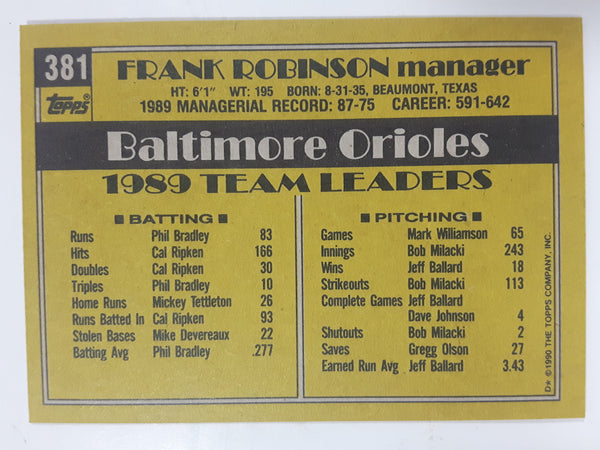 381
topps®
FRANK ROBINSON manager
HT: 6'1" WT: 195 BORN: 8-31-35, BEAUMONT, TEXAS
1989 MANAGERIAL RECORD: 87-75 CAREER: 591-642
Baltimore Orioles
1989 TEAM LEADERS
■ BATTING ■
Runs Phil Bradley 83
Hits Cal Ripken 166
Doubles Cal Ripken 30
Triples Phil Bradley 10
Home Runs Mickey Tettleton 26
Runs Batted In Cal Ripken 93
Stolen Bases Mike Devereaux 22
Batting Avg Phil Bradley .277
■ PITCHING ■
Games Mark Williamson 65
Innings Bob Milacki 243
Wins Jeff Ballard 18
Strikeouts Bob Milacki 113
Complete Games Jeff Ballard
Dave Johnson 4
Shutouts Bob Milacki 2
Saves Gregg Olson 27
Earned Run Avg Jeff Ballard 3.43
D* © 1990 THE TOPPS COMPANY, INC.